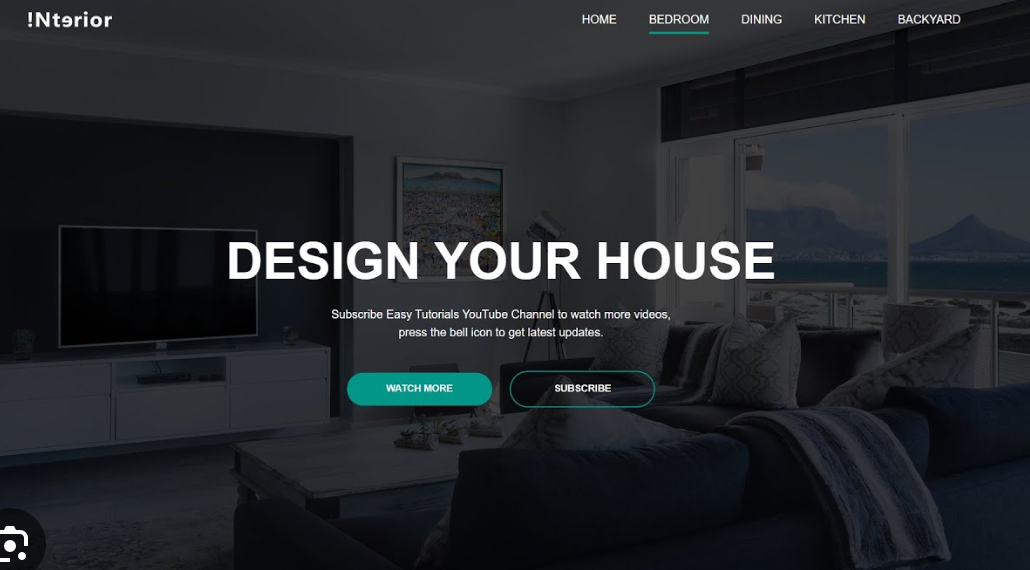 !NTərior
HOME BEDROOM DINING KITCHEN BACKYARD
DESIGN YOUR HOUSE
Subscribe Easy Tutorials YouTube Channel to watch more videos,
press the bell icon to get latest updates.
WATCH MORE SUBSCRIBE